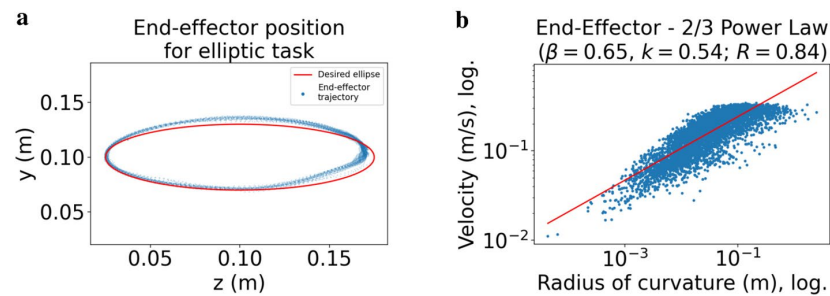 a
End-effector position
for elliptic task
Desired ellipse
End-effector
trajectory
0.15
0.10
0.05
y (m)
0.05
0.10
0.15
z (m)
b
End-Effector - 2/3 Power Law
(β = 0.65, k = 0.54; R = 0.84)
Velocity (m/s), log.
10⁻¹
10⁻²
10⁻³
10⁻¹
Radius of curvature (m), log.